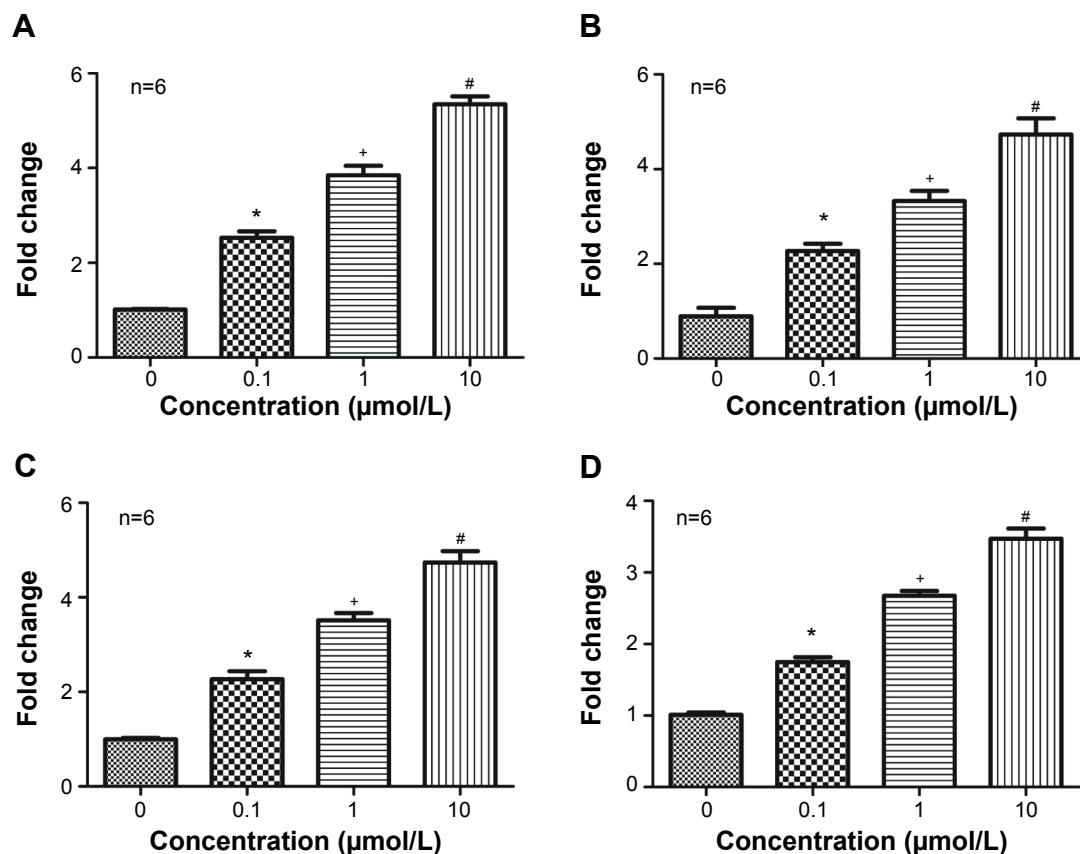 A
n=6
Fold change
6
4
2
0
*
+
#
0 0.1 1 10
Concentration (µmol/L)
B
n=6
Fold change
6
4
2
0
*
+
#
0 0.1 1 10
Concentration (µmol/L)
C
n=6
Fold change
6
4
2
0
*
+
#
0 0.1 1 10
Concentration (µmol/L)
D
n=6
Fold change
4
3
2
1
0
*
+
#
0 0.1 1 10
Concentration (µmol/L)